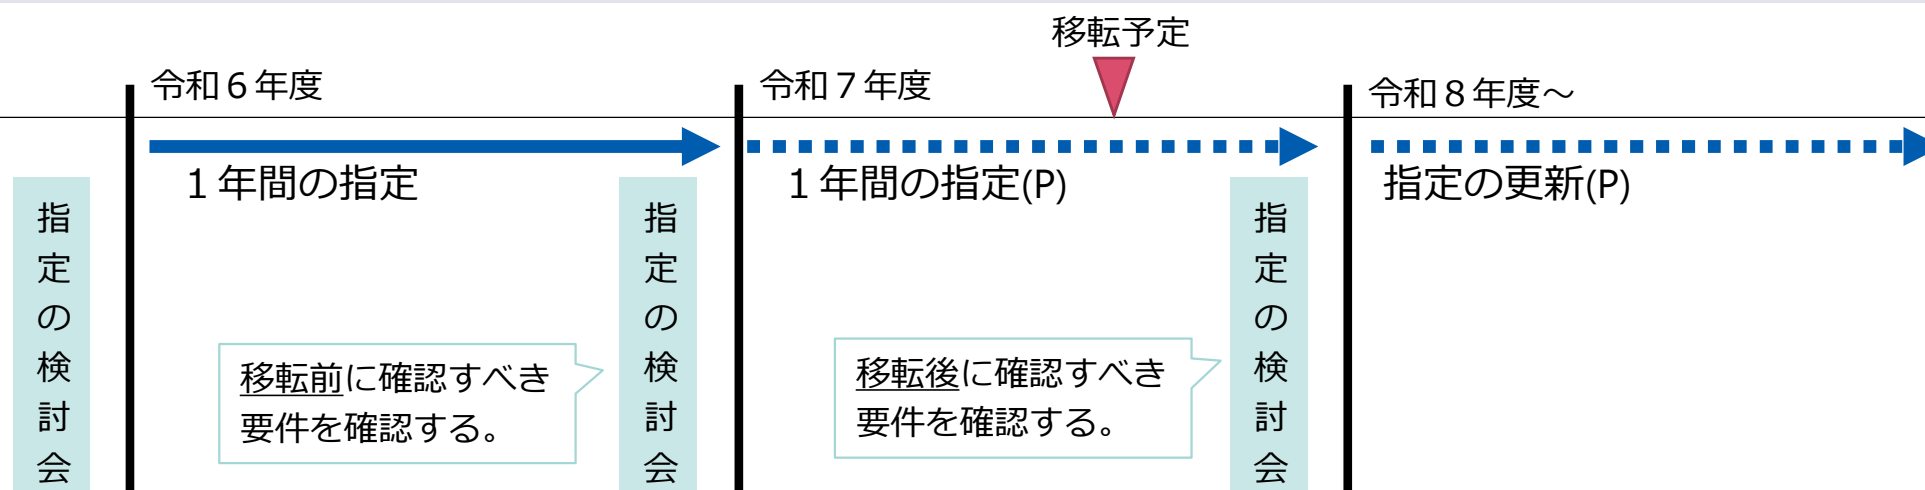 移転予定
令和６年度
令和７年度
令和８年度～
１年間の指定
１年間の指定(P)
指定の更新(P)
指定の検討会
指定の検討会
指定の検討会
移転前に確認すべき
要件を確認する。
移転後に確認すべき
要件を確認する。